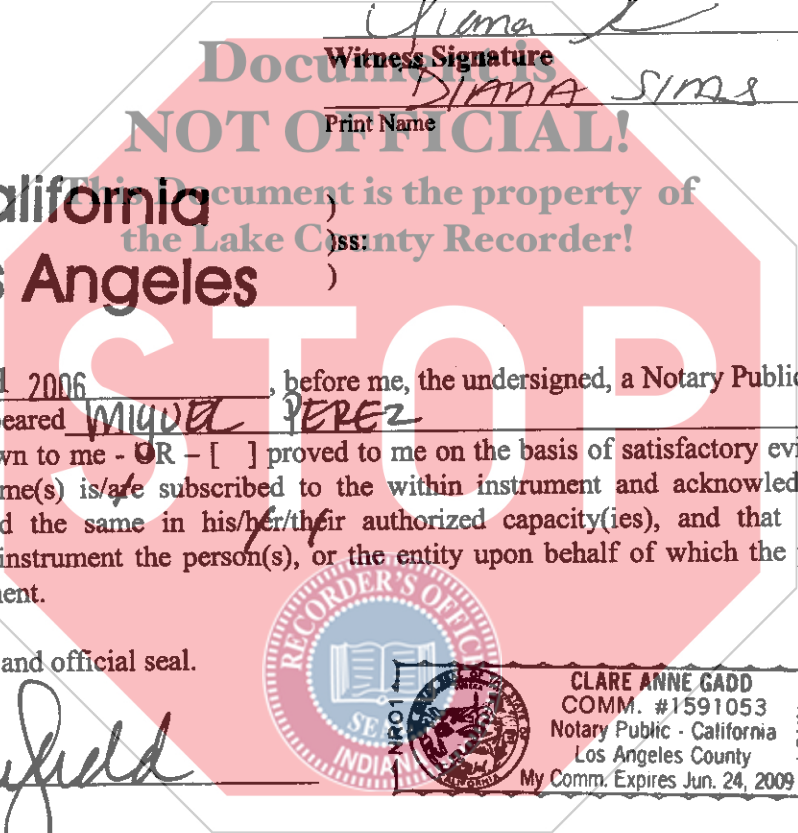 Witness Signature
DIANA SIMS
Print Name
Document is
NOT OFFICIAL!
This Document is the property of
the Lake County Recorder!
STOP
alifornia )
)ss:
s Angeles )
2006 , before me, the undersigned, a Notary Public
eared MIGUEL PEREZ
wn to me - OR – [ ] proved to me on the basis of satisfactory evi
me(s) is/are subscribed to the within instrument and acknowled
d the same in his/her/their authorized capacity(ies), and that
instrument the person(s), or the entity upon behalf of which the
ent.
and official seal.
RECORDER'S OFFICE
SEAL
INDIANA
NRO1
CLARE ANNE GADD
COMM. #1591053
Notary Public - California
Los Angeles County
My Comm. Expires Jun. 24, 2009